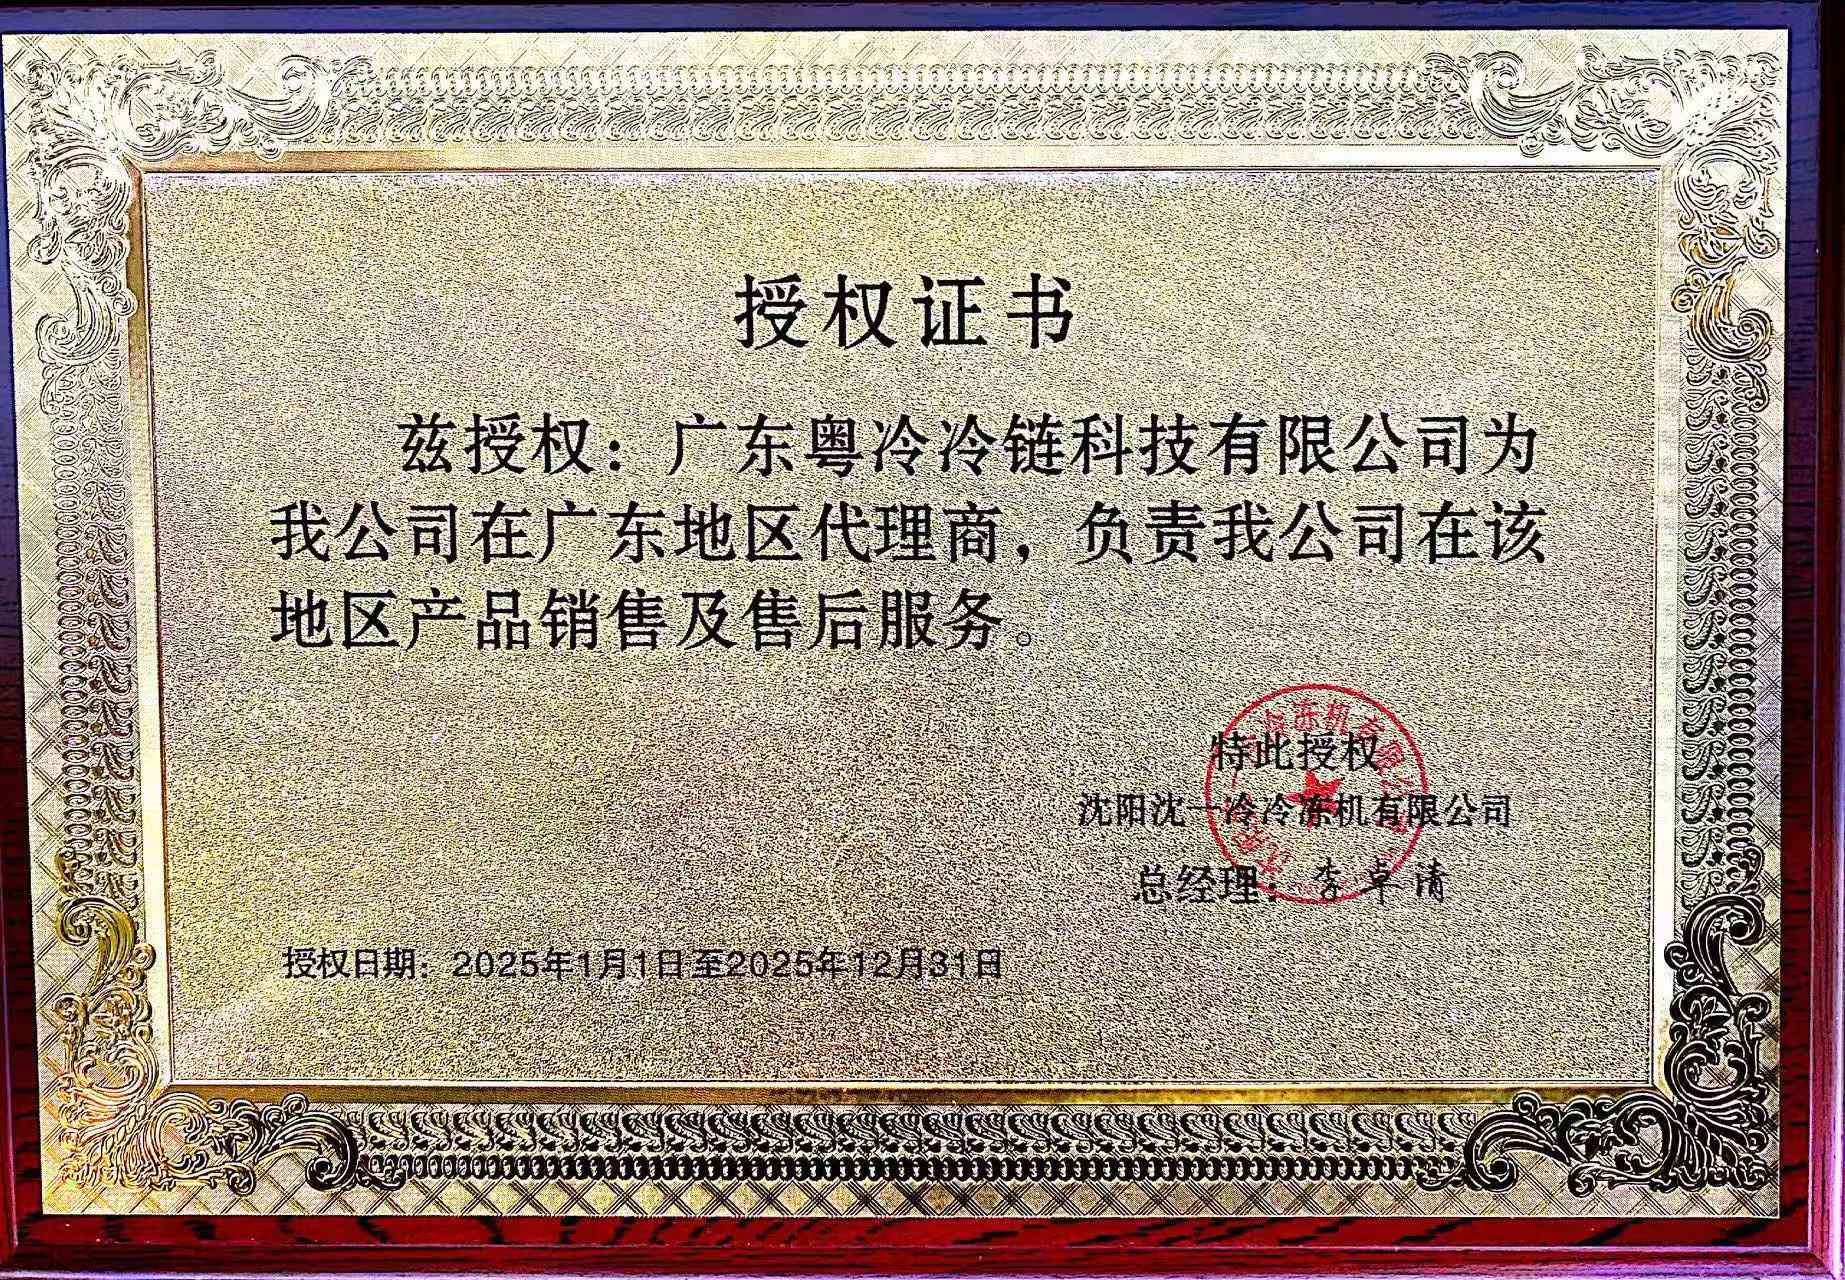 授权证书
兹授权：广东粤冷冷链科技有限公司为
我公司在广东地区代理商，负责我公司在该
地区产品销售及售后服务。
特此授权
沈阳沈一冷冷冻机有限公司
总经理：李卓清
授权日期：2025年1月1日至2025年12月31日